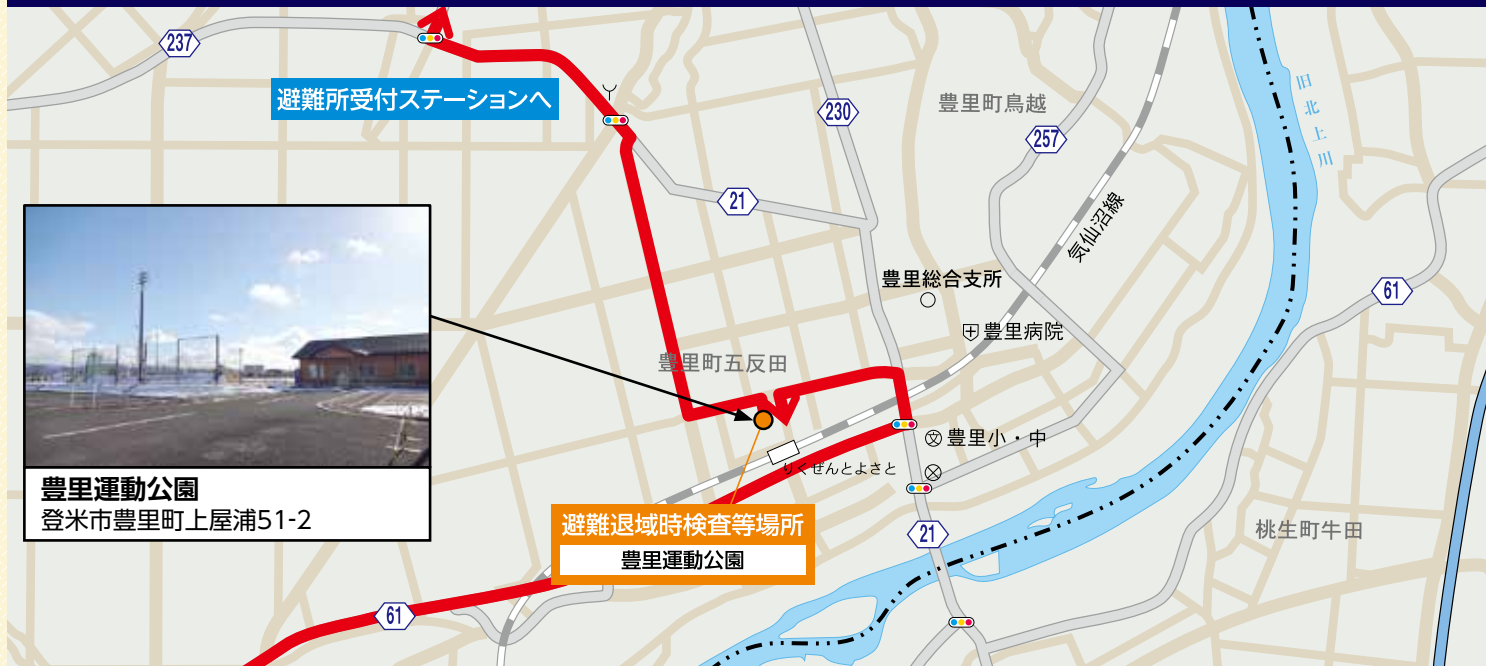 237
避難所受付ステーションへ
230
豊里町鳥越
257
旧北上川
21
気仙沼線
豊里総合支所
61
豊里病院
豊里町五反田
豊里小・中
りくぜんとよさと
豊里運動公園
登米市豊里町上屋浦51-2
避難退域時検査等場所
豊里運動公園
21
桃生町牛田
61